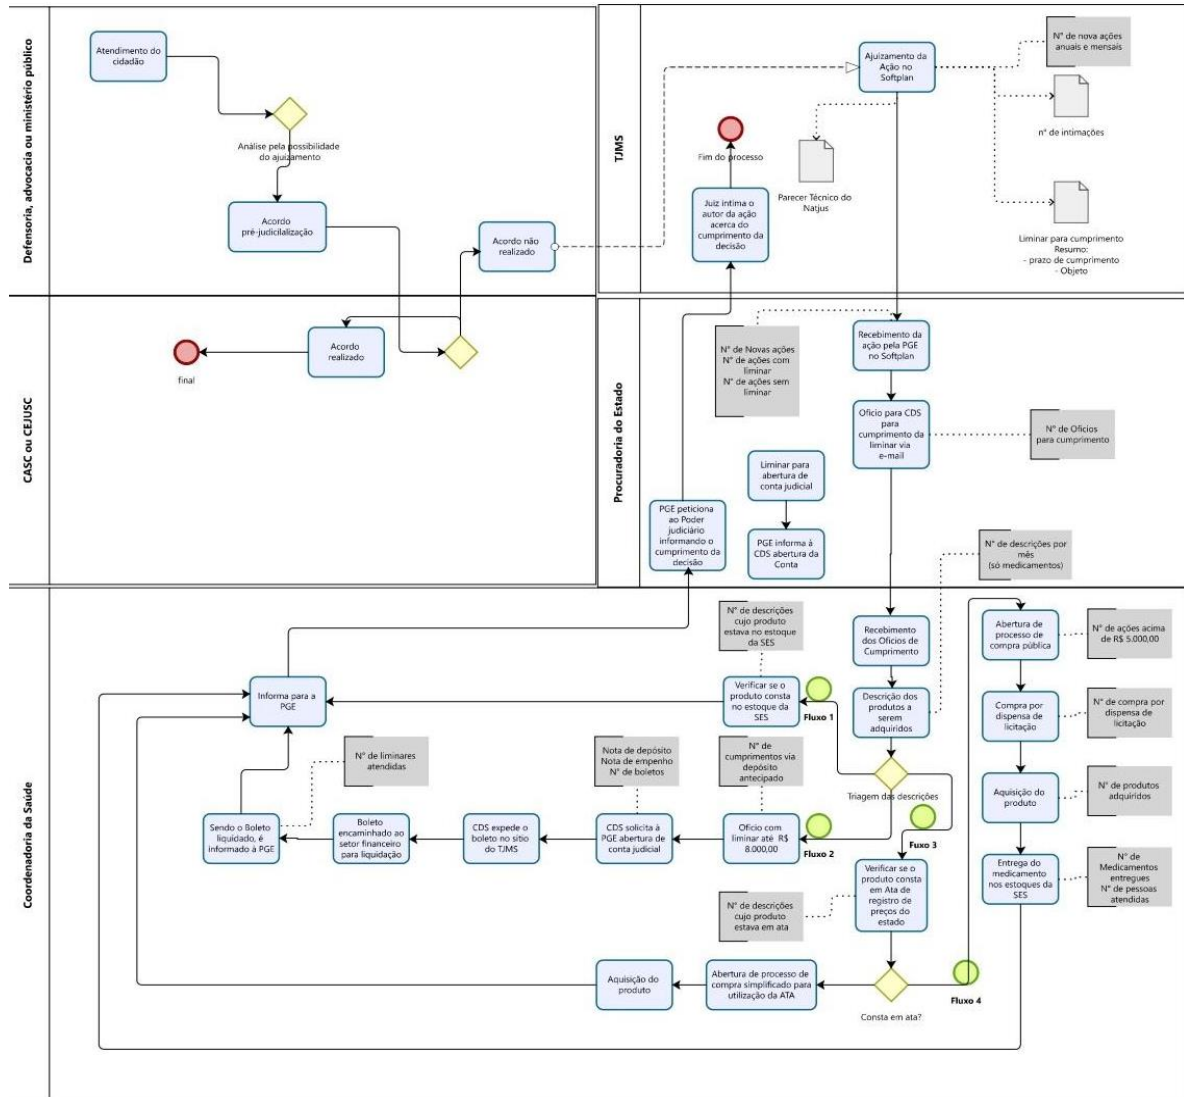 Defensoria, advocacia ou ministério público
Atendimento do
cidadão
Análise pela possibilidade
do ajuizamento
Acordo
pré-judicilalização
Acordo não
realizado
TJMS
Ajuizamento da
Ação no
Softplan
N° de nova ações
anuais e mensais
n° de intimações
Fim do processo
Parecer Técnico do
Natjus
Juiz intima o
autor da ação
acerca do
cumprimento da
decisão
Liminar para cumprimento
Resumo:
- prazo de cumprimento
- Objeto
CASC ou CEJUSC
Acordo
realizado
final
Procuradoria do Estado
N° de Novas ações
N° de ações com
liminar
N° de ações sem
liminar
Recebimento da
ação pela PGE
no Softplan
Oficio para CDS
para
cumprimento da
liminar via
e-mail
N° de Oficios
para cumprimento
Liminar para
abertura de
conta judicial
PGE peticiona
ao Poder
judiciário
informando o
cumprimento da
decisão
PGE informa à
CDS abertura da
Conta
N° de descrições por
mês
(só medicamentos)
Coordenadoria da Saúde
N° de descrições
cujo produto
estava no estoque
da SES
Recebimento
dos Oficios de
Cumprimento
Abertura de
processo de
compra pública
N° de ações acima
de R$ 5.000,00
Informa para a
PGE
Verificar se o
produto consta
no estoque da
SES
Fluxo 1
Descrição dos
produtos a
serem
adquiridos
Compra por
dispensa de
licitação
N° de compra por
dispensa de
licitação
N° de liminares
atendidas
Nota de depósito
Nota de empenho
N° de boletos
N° de
cumprimentos via
depósito
antecipado
Triagem das descrições
Aquisição do
produto
N° de produtos
adquiridos
Sendo o Boleto
liquidado, é
informado à PGE
Boleto
encaminhado ao
setor financeiro
para liquidação
CDS expede o
boleto no sítio
do TJMS
CDS solicita à
PGE abertura de
conta judicial
Oficio com
liminar até R$
8.000,00
Fluxo 2
Fuxo 3
Verificar se o
produto consta
em Ata de
registro de
preços do
estado
Entrega do
medicamento
nos estoques da
SES
N° de
Medicamentos
entregues
N° de pessoas
atendidas
N° de descrições
cujo produto
estava em ata
Aquisição do
produto
Abertura de processo de
compra simplificado para
utilização da ATA
Consta em ata?
Fluxo 4